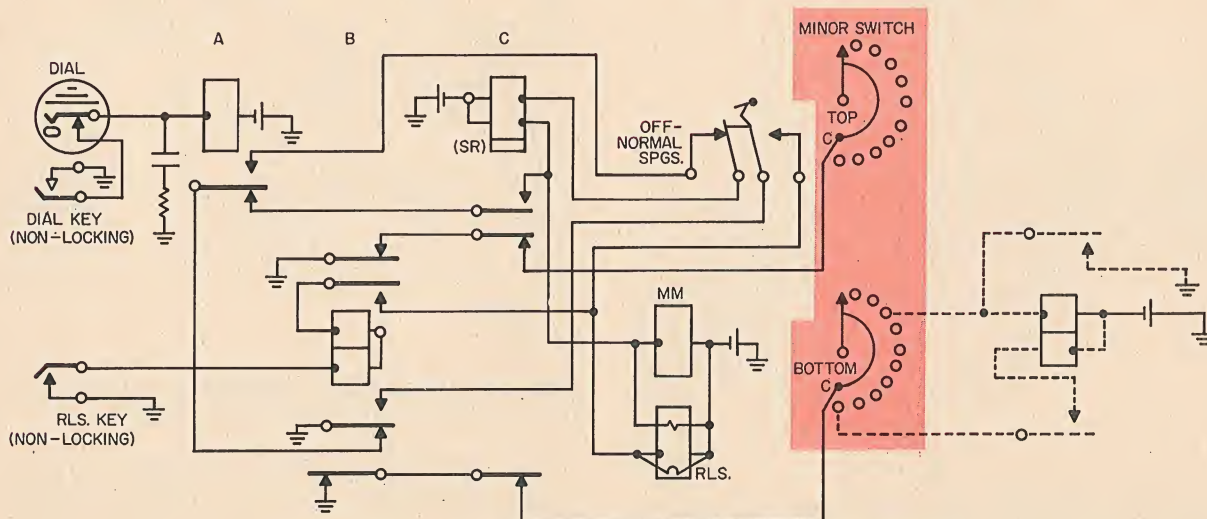 A
B
C
MINOR SWITCH
DIAL
TOP
C
OFF-
NORMAL
SPGS.
(SR)
DIAL KEY
(NON-LOCKING)
MM
BOTTOM
C
RLS. KEY
(NON-LOCKING)
RLS.